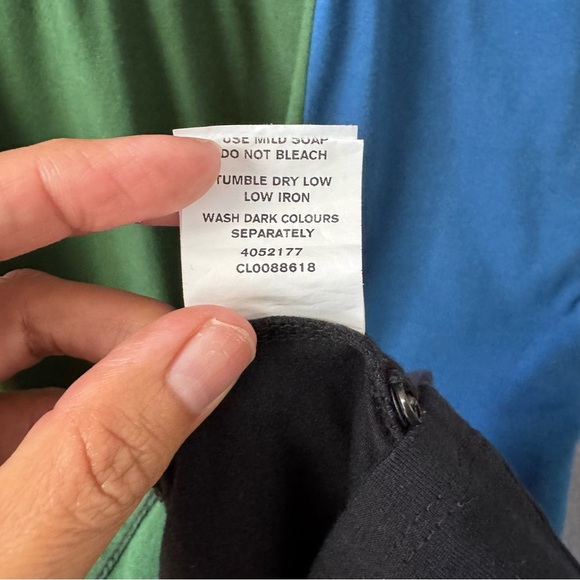 USE MILD SOAP
DO NOT BLEACH
TUMBLE DRY LOW
LOW IRON
WASH DARK COLOURS
SEPARATELY
4052177
CL0088618